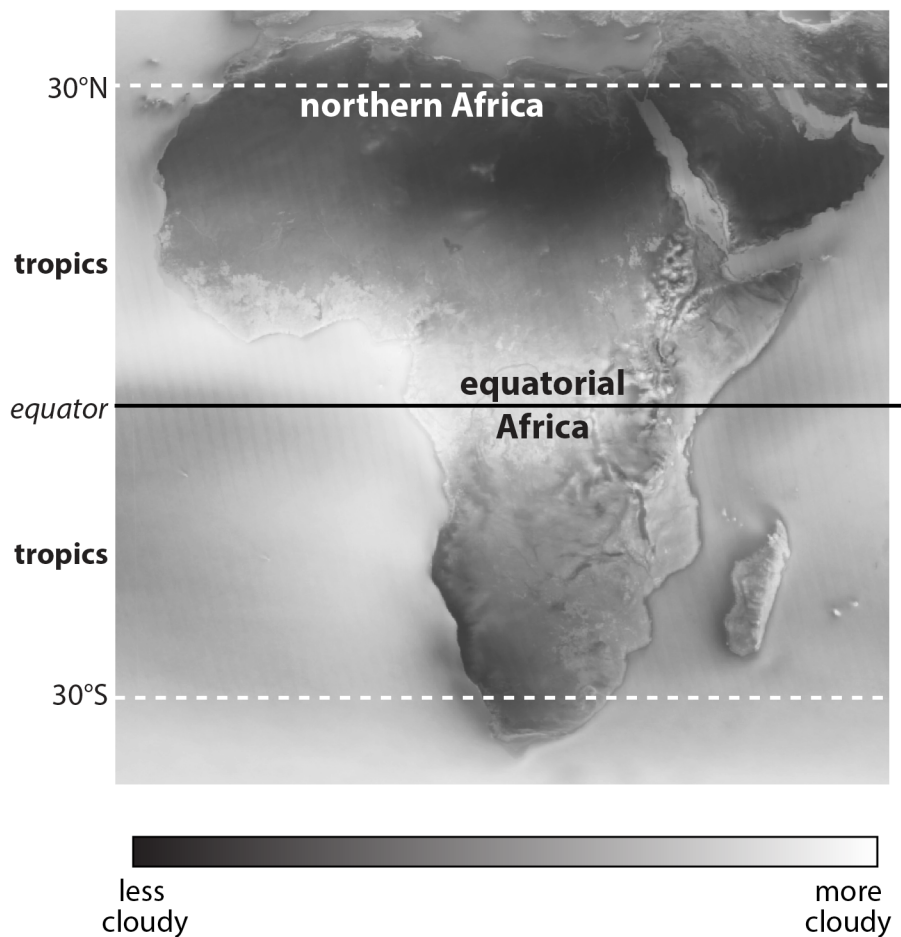 30°N
northern Africa
tropics
equatorial
equator
Africa
tropics
30°S
less
cloudy
more
cloudy